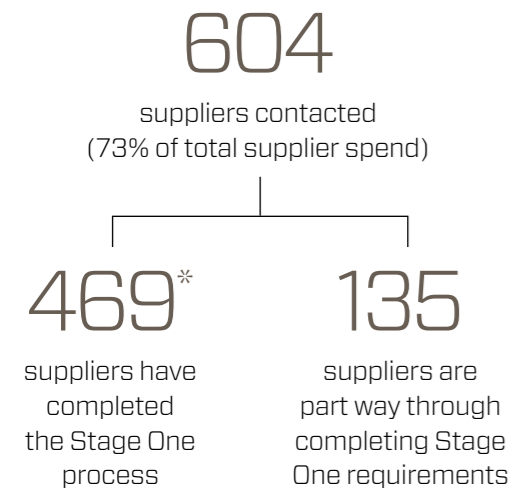 604
suppliers contacted
(73% of total supplier spend)
469*
suppliers have
completed
the Stage One
process
135
suppliers are
part way through
completing Stage
One requirements